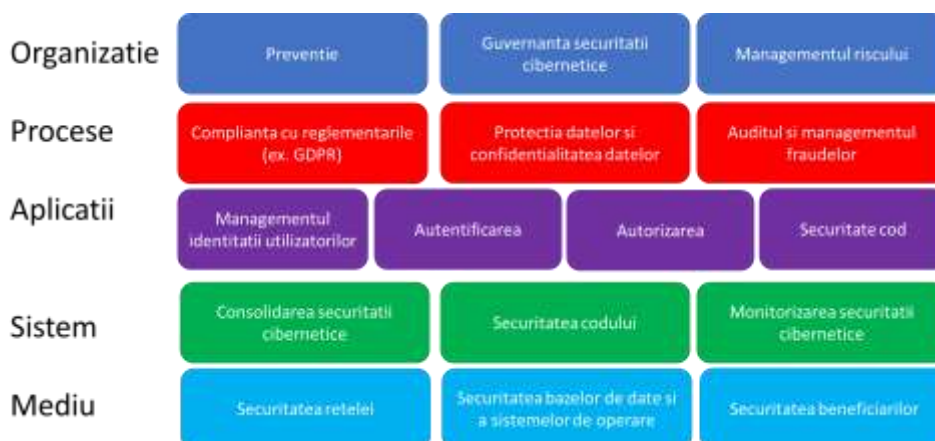 Organizatie
Preventie
Guvernanta securitatii
cibernetice
Managementul riscului
Procese
Complianta cu reglementarile
(ex. GDPR)
Protectia datelor si
confidentialitatea datelor
Auditul si managementul
fraudelor
Aplicatii
Managementul
identitatii utilizatorilor
Autentificarea
Autorizarea
Securitate cod
Sistem
Consolidarea securitatii
cibernetice
Securitatea codului
Monitorizarea securitatii
cibernetice
Mediu
Securitatea retelei
Securitatea bazelor de date si
a sistemelor de operare
Securitatea beneficiarilor